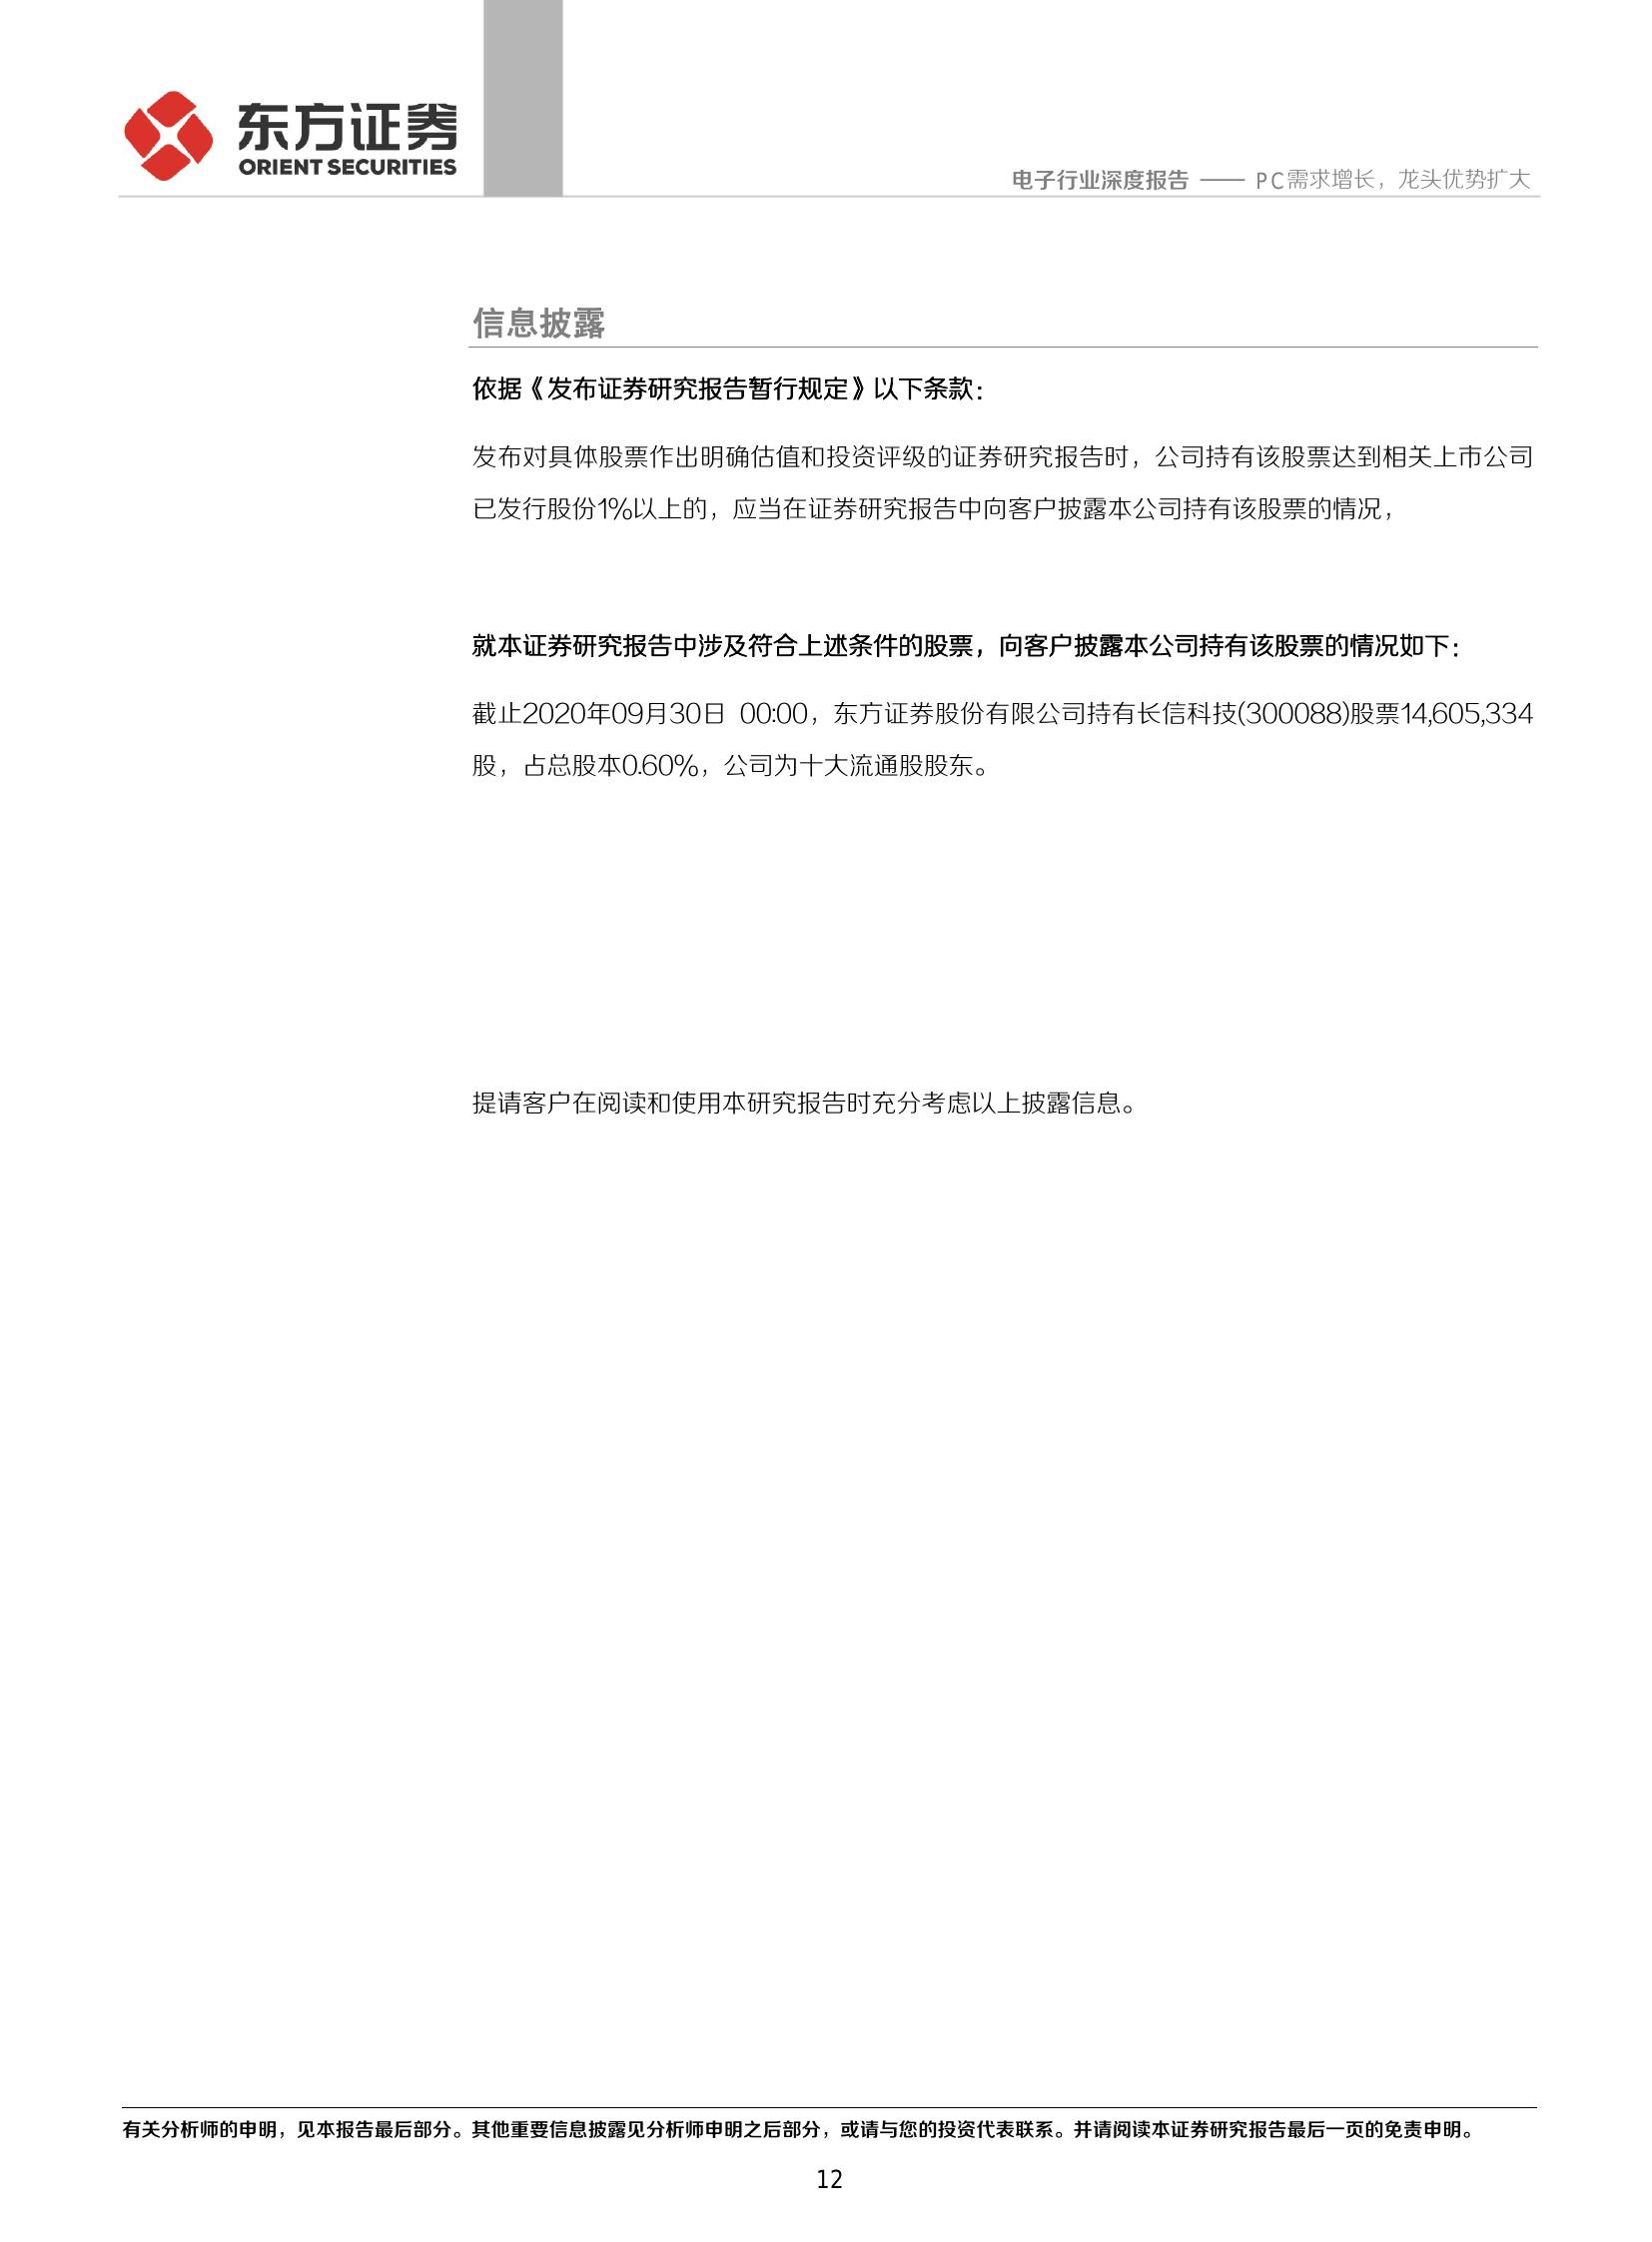 东方证券
ORIENT SECURITIES
电子行业深度报告 —— PC需求增长，龙头优势扩大
信息披露
依据《发布证券研究报告暂行规定》以下条款：
发布对具体股票作出明确估值和投资评级的证券研究报告时，公司持有该股票达到相关上市公司
已发行股份1%以上的，应当在证券研究报告中向客户披露本公司持有该股票的情况，
就本证券研究报告中涉及符合上述条件的股票，向客户披露本公司持有该股票的情况如下：
截止2020年09月30日 00:00，东方证券股份有限公司持有长信科技(300088)股票14,605,334
股，占总股本0.60%，公司为十大流通股股东。
提请客户在阅读和使用本研究报告时充分考虑以上披露信息。
有关分析师的申明，见本报告最后部分。其他重要信息披露见分析师申明之后部分，或请与您的投资代表联系。并请阅读本证券研究报告最后一页的免责申明。
12